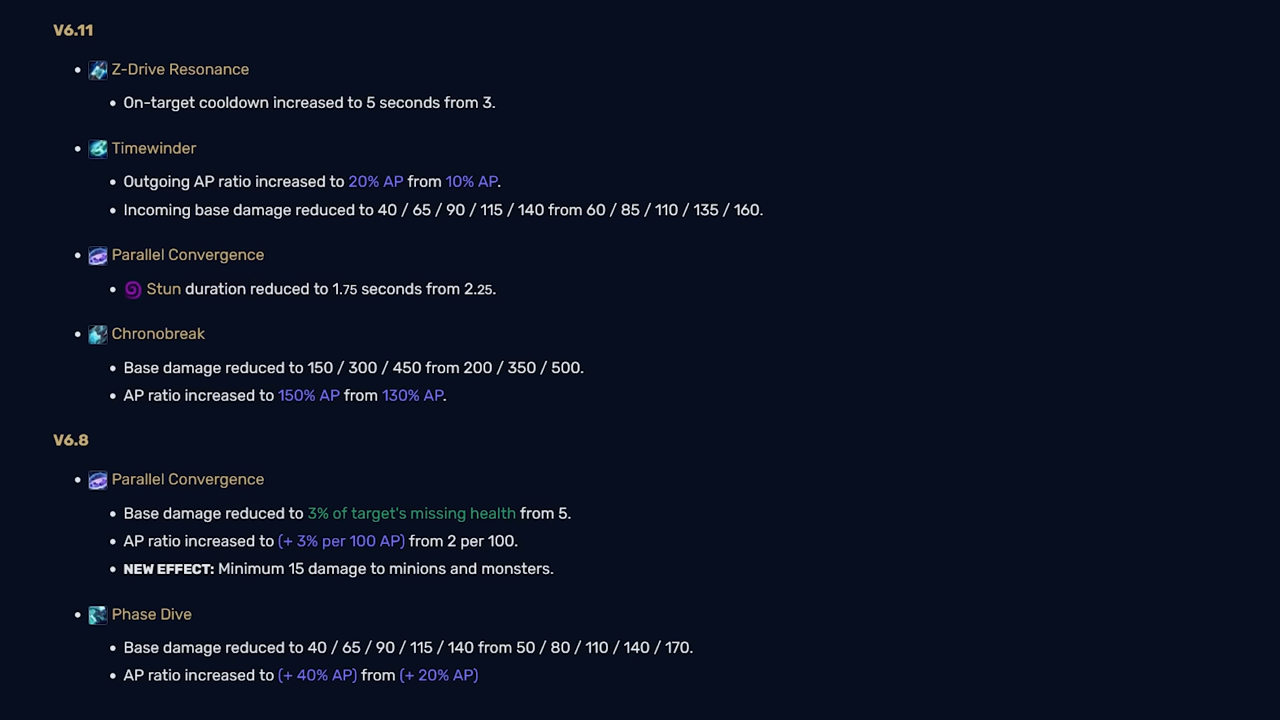 V6.11
Z-Drive Resonance
On-target cooldown increased to 5 seconds from 3.
Timewinder
Outgoing AP ratio increased to 20% AP from 10% AP.
Incoming base damage reduced to 40 / 65 / 90 / 115 / 140 from 60 / 85 / 110 / 135 / 160.
Parallel Convergence
Stun duration reduced to 1.75 seconds from 2.25.
Chronobreak
Base damage reduced to 150 / 300 / 450 from 200 / 350 / 500.
AP ratio increased to 150% AP from 130% AP.
V6.8
Parallel Convergence
Base damage reduced to 3% of target's missing health from 5.
AP ratio increased to (+ 3% per 100 AP) from 2 per 100.
NEW EFFECT: Minimum 15 damage to minions and monsters.
Phase Dive
Base damage reduced to 40 / 65 / 90 / 115 / 140 from 50 / 80 / 110 / 140 / 170.
AP ratio increased to (+ 40% AP) from (+ 20% AP)